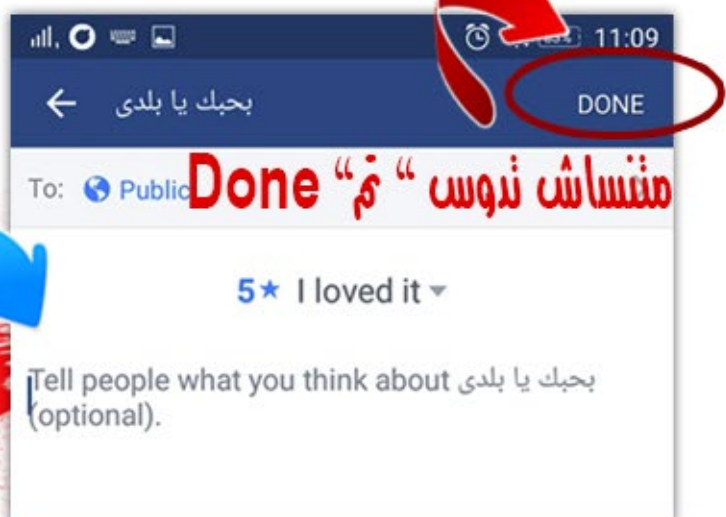 11:09
بحبك يا بلدى DONE
To: Public
متنساش تدوس “ تم “ Done
5★ I loved it
Tell people what you think about بحبك يا بلدى
(optional).